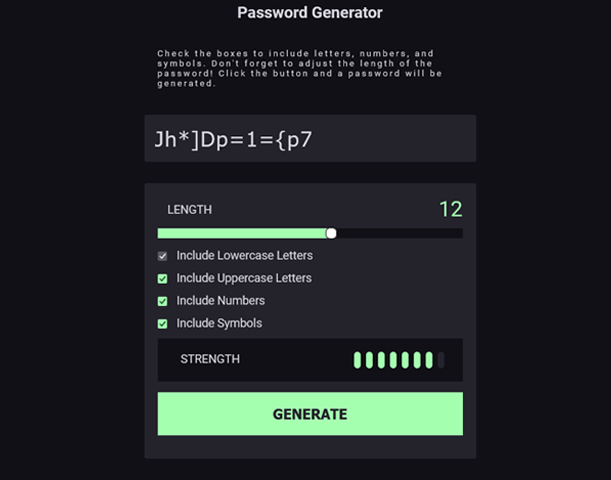 Password Generator
Check the boxes to include letters, numbers, and
symbols. Don't forget to adjust the length of the
password! Click the button and a password will be
generated.
Jh*]Dp=1={p7
LENGTH 12
Include Lowercase Letters
Include Uppercase Letters
Include Numbers
Include Symbols
STRENGTH
GENERATE